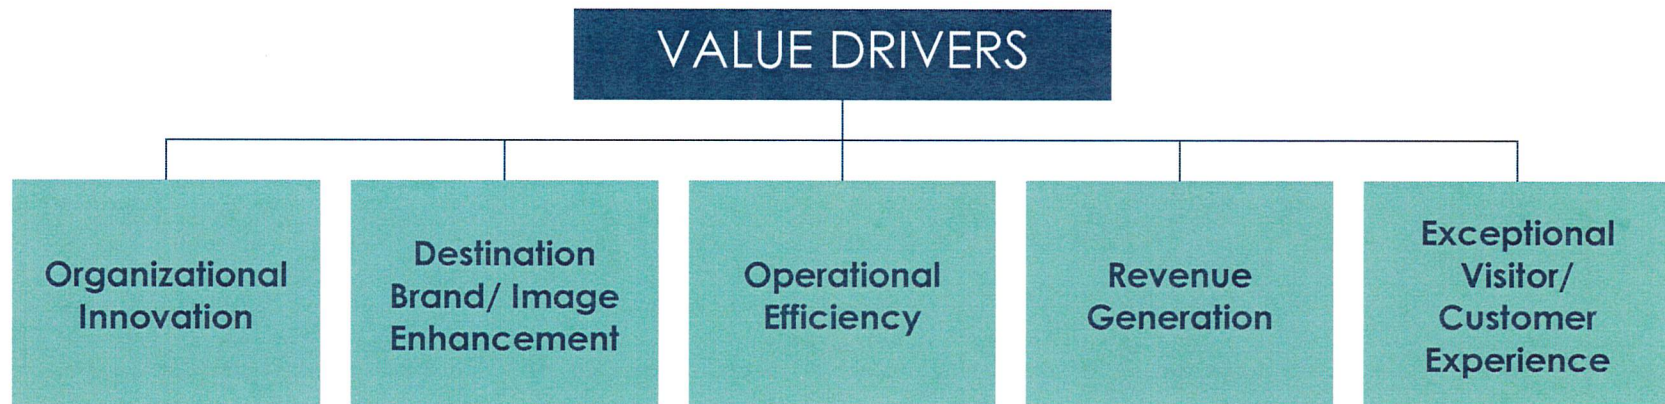 VALUE DRIVERS
Organizational
Innovation
Destination
Brand/ Image
Enhancement
Operational
Efficiency
Revenue
Generation
Exceptional
Visitor/
Customer
Experience